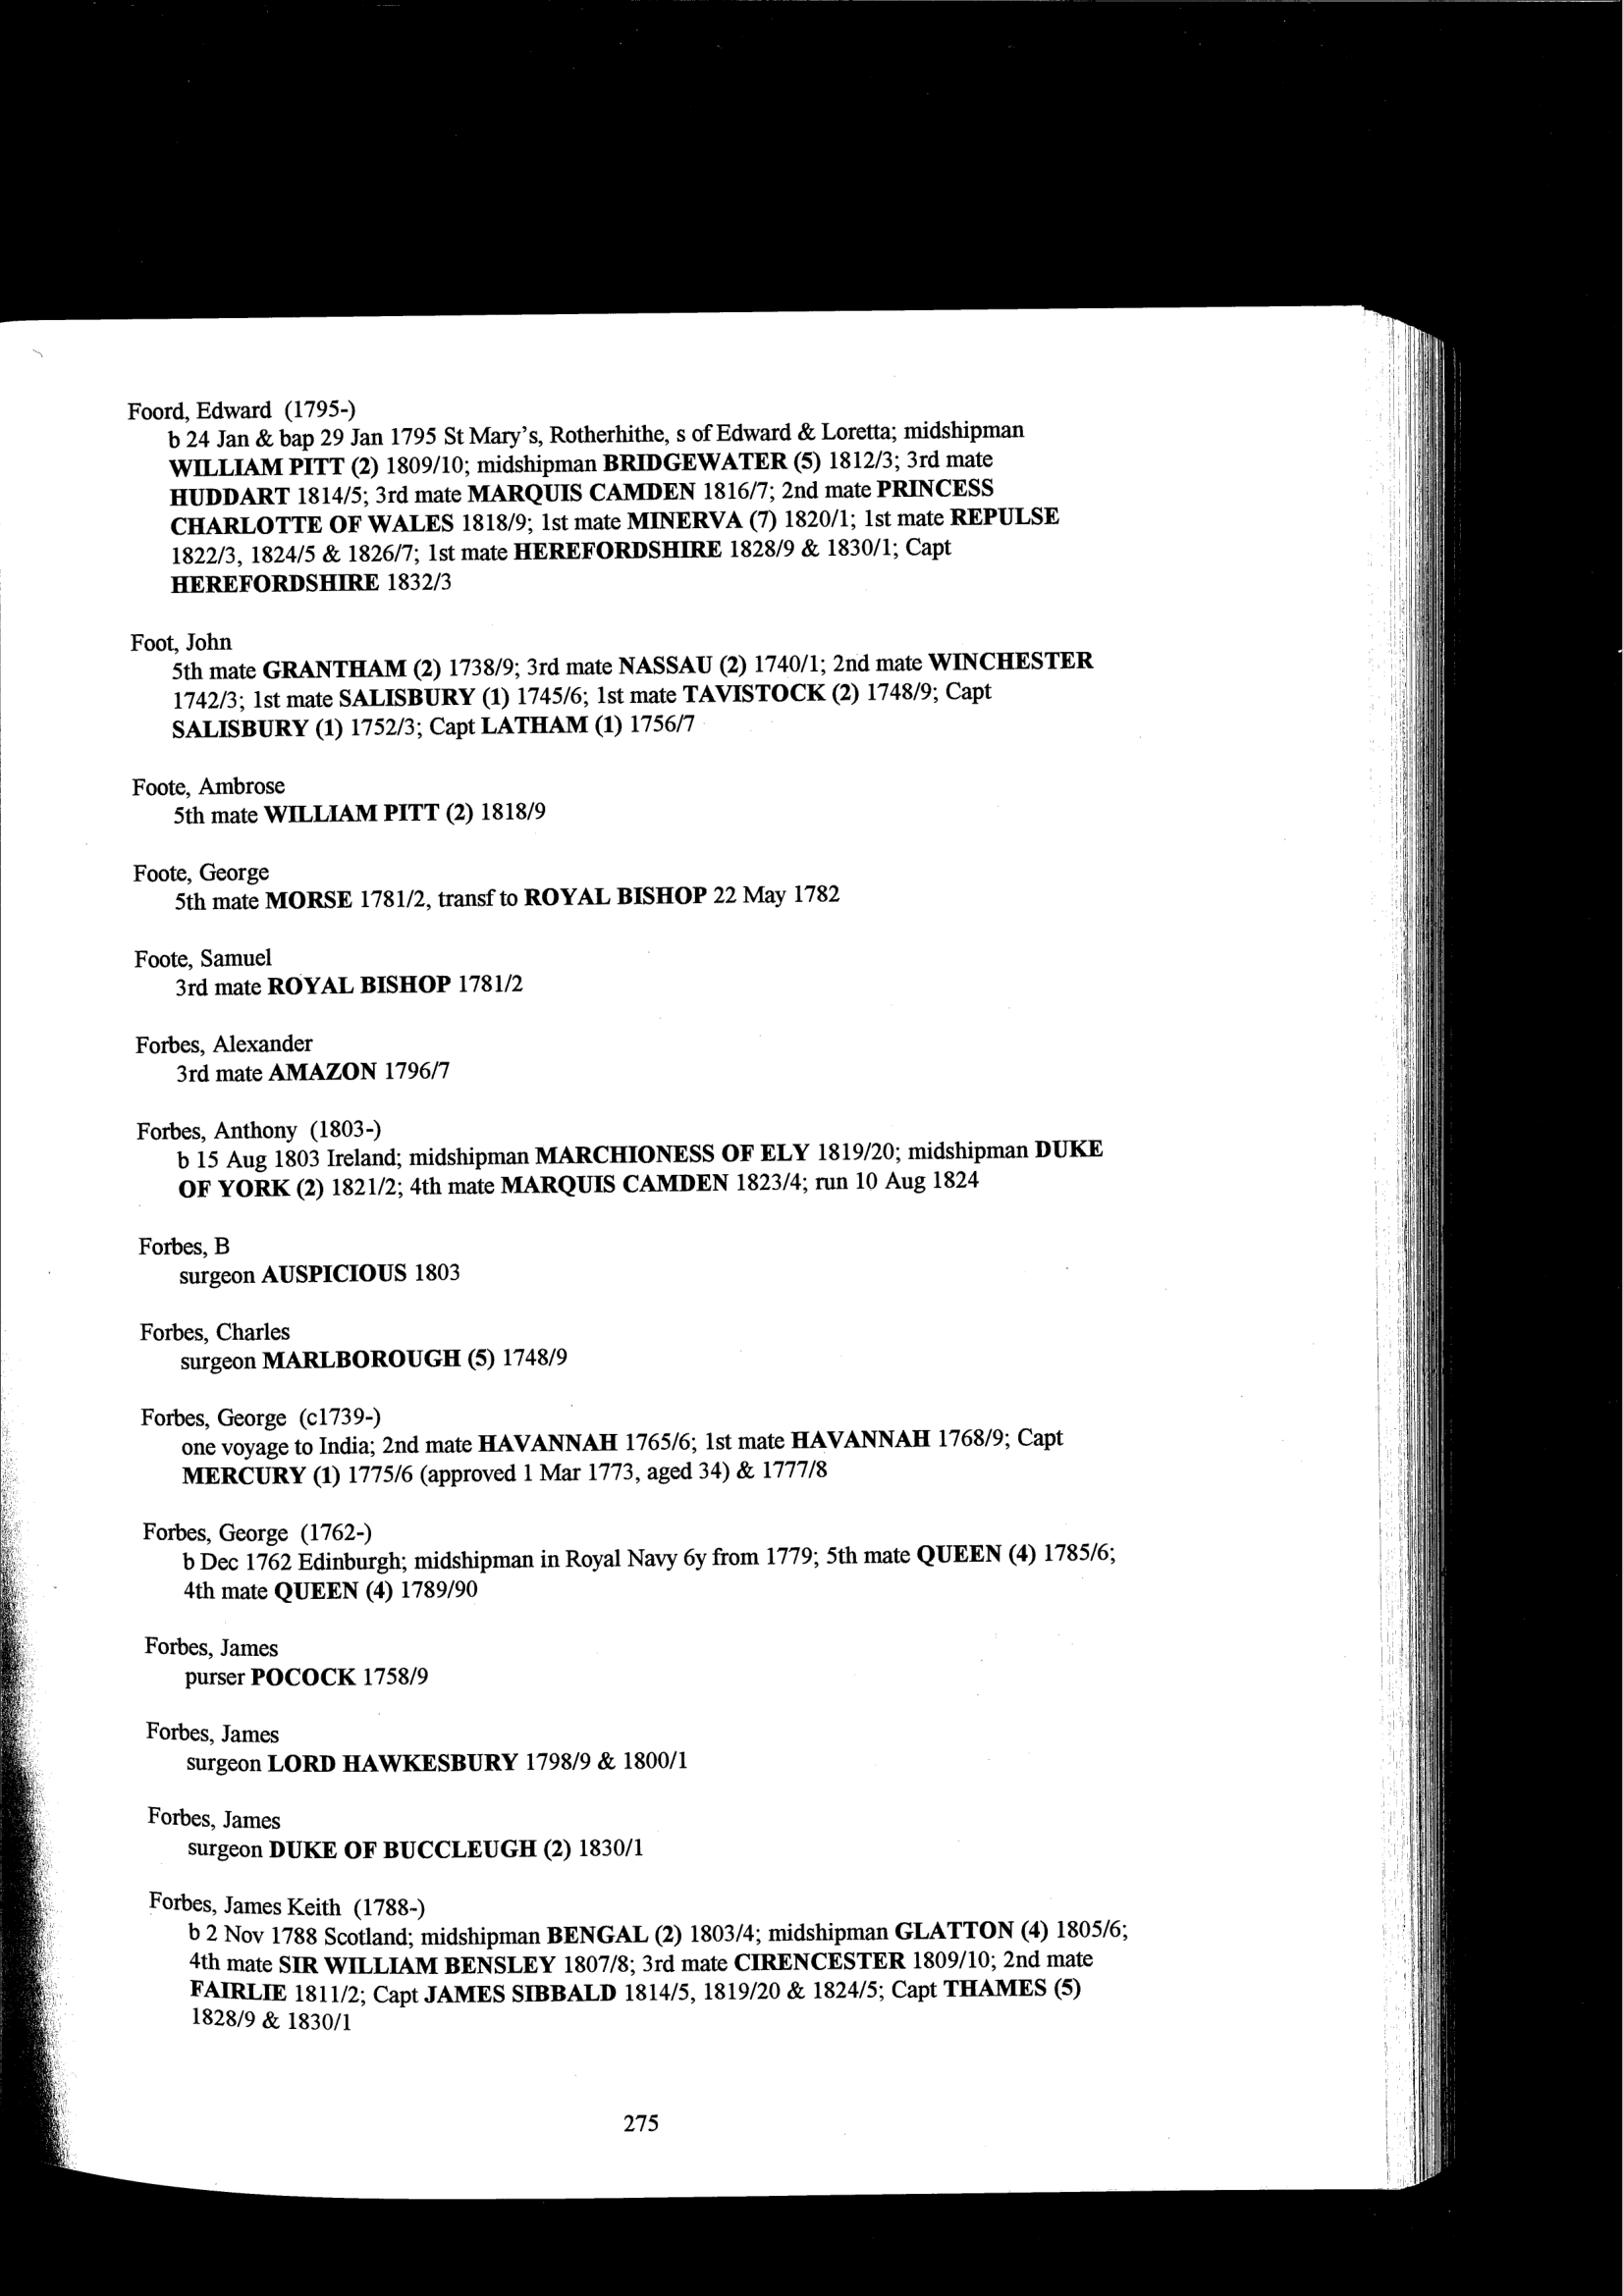 Foord, Edward (1795-)
b 24 Jan & bap 29 Jan 1795 St Mary's, Rotherhithe, s of Edward & Loretta; midshipman
WILLIAM PITT (2) 1809/10; midshipman BRIDGEWATER (5) 1812/3; 3rd mate
HUDDART 1814/5; 3rd mate MARQUIS CAMDEN 1816/7; 2nd mate PRINCESS
CHARLOTTE OF WALES 1818/9; 1st mate MINERVA (7) 1820/1; 1st mate REPULSE
1822/3, 1824/5 & 1826/7; 1st mate HEREFORDSHIRE 1828/9 & 1830/1; Capt
HEREFORDSHIRE 1832/3
Foot, John
5th mate GRANTHAM (2) 1738/9; 3rd mate NASSAU (2) 1740/1; 2nd mate WINCHESTER
1742/3; 1st mate SALISBURY (1) 1745/6; 1st mate TAVISTOCK (2) 1748/9; Capt
SALISBURY (1) 1752/3; Capt LATHAM (1) 1756/7
Foote, Ambrose
5th mate WILLIAM PITT (2) 1818/9
Foote, George
5th mate MORSE 1781/2, transf to ROYAL BISHOP 22 May 1782
Foote, Samuel
3rd mate ROYAL BISHOP 1781/2
Forbes, Alexander
3rd mate AMAZON 1796/7
Forbes, Anthony (1803-)
b 15 Aug 1803 Ireland; midshipman MARCHIONESS OF ELY 1819/20; midshipman DUKE
OF YORK (2) 1821/2; 4th mate MARQUIS CAMDEN 1823/4; run 10 Aug 1824
Forbes, B
surgeon AUSPICIOUS 1803
Forbes, Charles
surgeon MARLBOROUGH (5) 1748/9
Forbes, George (c1739-)
one voyage to India; 2nd mate HAVANNAH 1765/6; 1st mate HAVANNAH 1768/9; Capt
MERCURY (1) 1775/6 (approved 1 Mar 1773, aged 34) & 1777/8
Forbes, George (1762-)
b Dec 1762 Edinburgh; midshipman in Royal Navy 6y from 1779; 5th mate QUEEN (4) 1785/6;
4th mate QUEEN (4) 1789/90
Forbes, James
purser POCOCK 1758/9
Forbes, James
surgeon LORD HAWKESBURY 1798/9 & 1800/1
Forbes, James
surgeon DUKE OF BUCCLEUGH (2) 1830/1
Forbes, James Keith (1788-)
b 2 Nov 1788 Scotland; midshipman BENGAL (2) 1803/4; midshipman GLATTON (4) 1805/6;
4th mate SIR WILLIAM BENSLEY 1807/8; 3rd mate CIRENCESTER 1809/10; 2nd mate
FAIRLIE 1811/2; Capt JAMES SIBBALD 1814/5, 1819/20 & 1824/5; Capt THAMES (5)
1828/9 & 1830/1
275